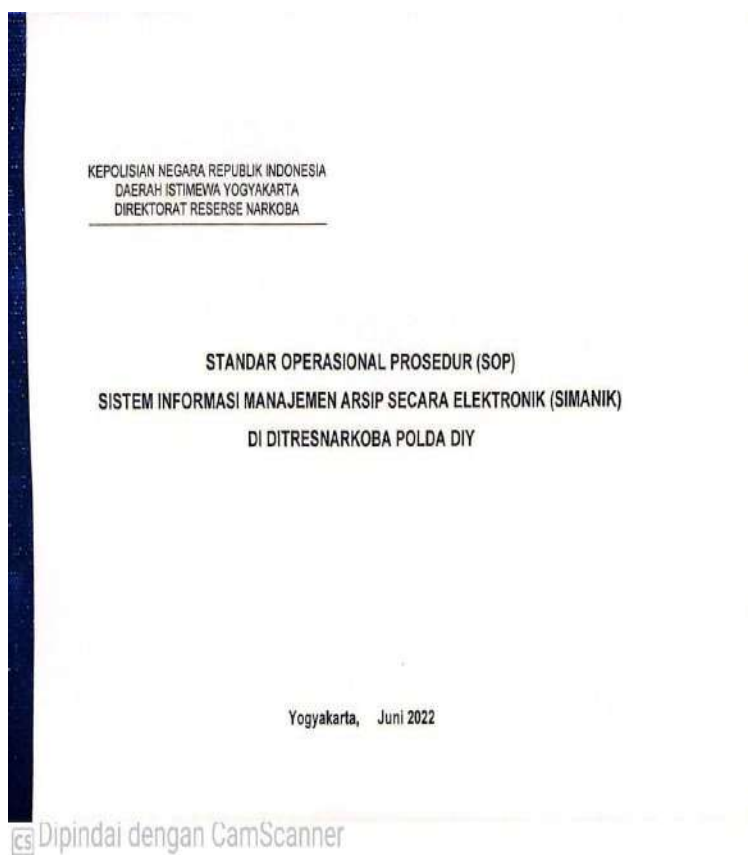 KEPOLISIAN NEGARA REPUBLIK INDONESIA
DAERAH ISTIMEWA YOGYAKARTA
DIREKTORAT RESERSE NARKOBA
STANDAR OPERASIONAL PROSEDUR (SOP)
SISTEM INFORMASI MANAJEMEN ARSIP SECARA ELEKTRONIK (SIMANIK)
DI DITRESNARKOBA POLDA DIY
Yogyakarta, Juni 2022
CS Dipindai dengan CamScanner